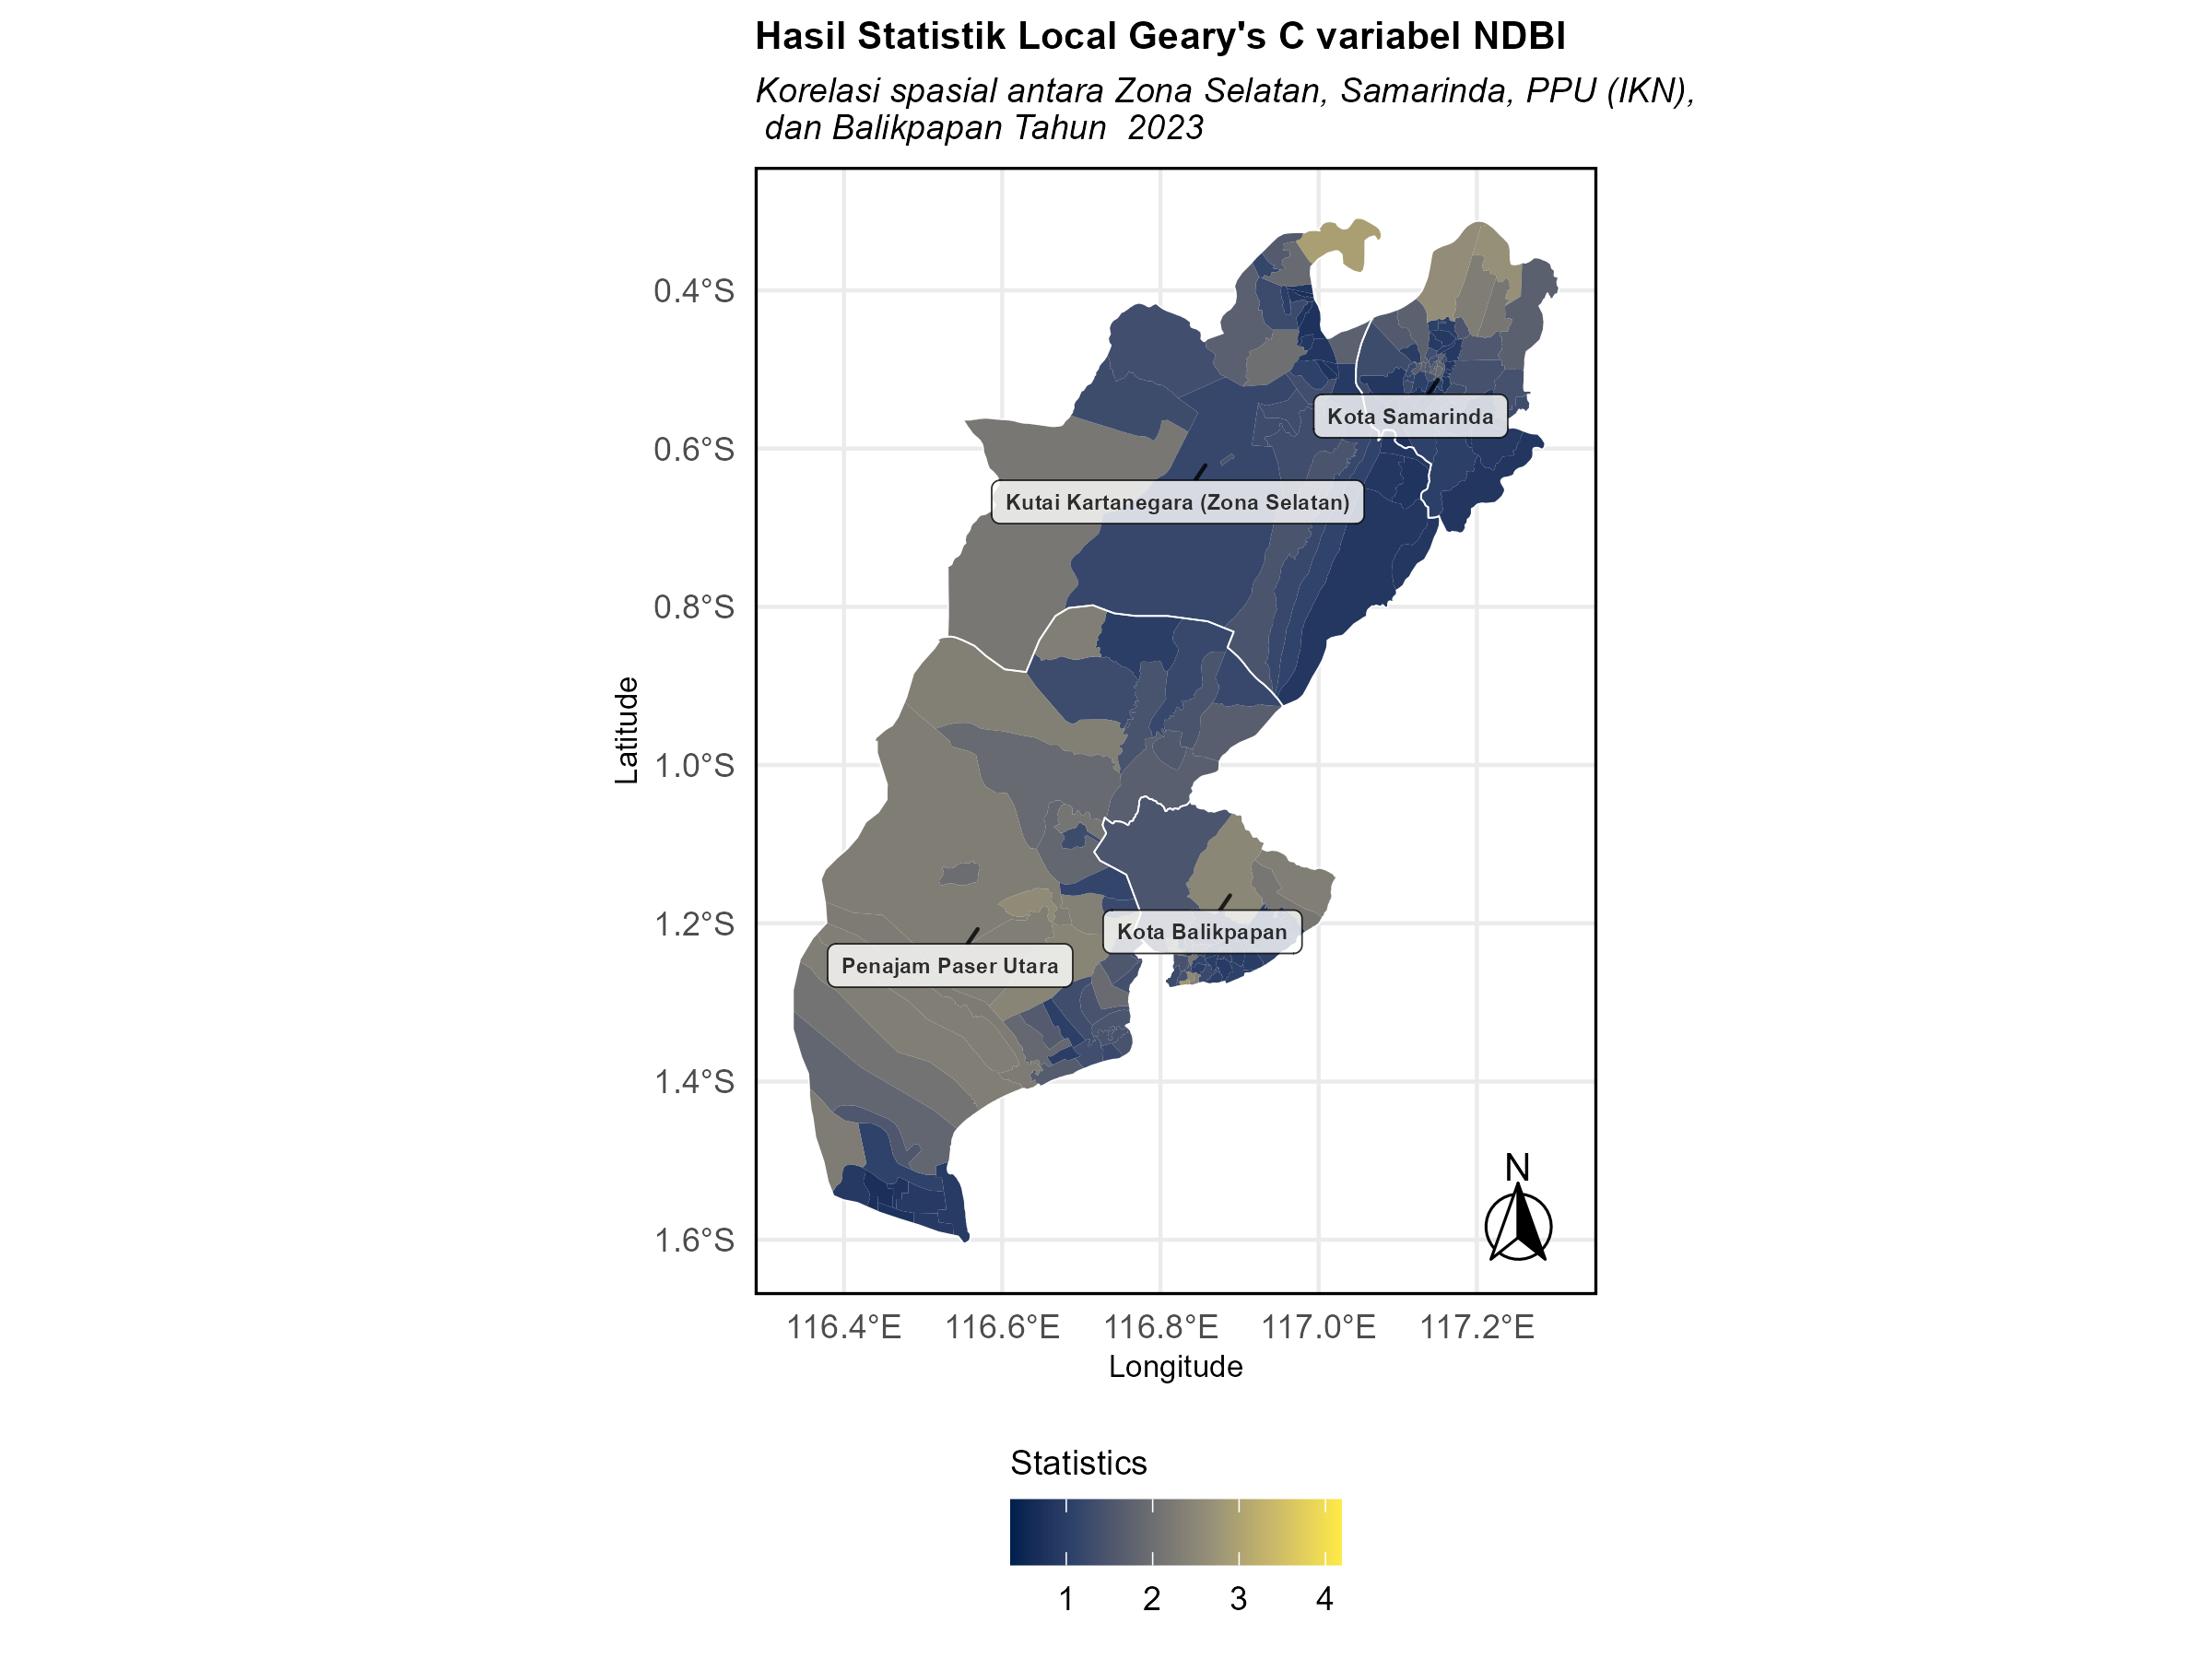 Hasil Statistik Local Geary's C variabel NDBI
Korelasi spasial antara Zona Selatan, Samarinda, PPU (IKN),
dan Balikpapan Tahun  2023
0.4°S
0.6°S
0.8°S
1.0°S
1.2°S
1.4°S
1.6°S
Latitude
Kota Samarinda
Kutai Kartanegara (Zona Selatan)
Kota Balikpapan
Penajam Paser Utara
N
116.4°E
116.6°E
116.8°E
117.0°E
117.2°E
Longitude
Statistics
1
2
3
4